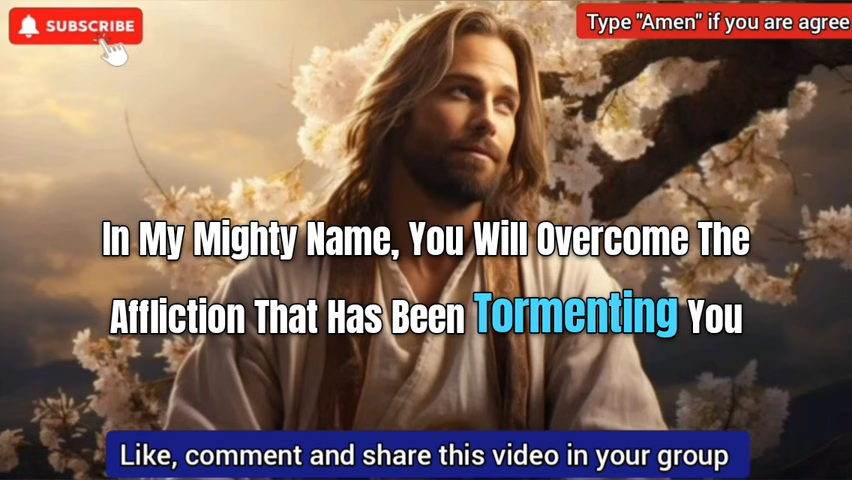 SUBSCRIBE
Type "Amen" if you are agree
In My Mighty Name, You Will Overcome The
Affliction That Has Been Tormenting You
Like, comment and share this video in your group